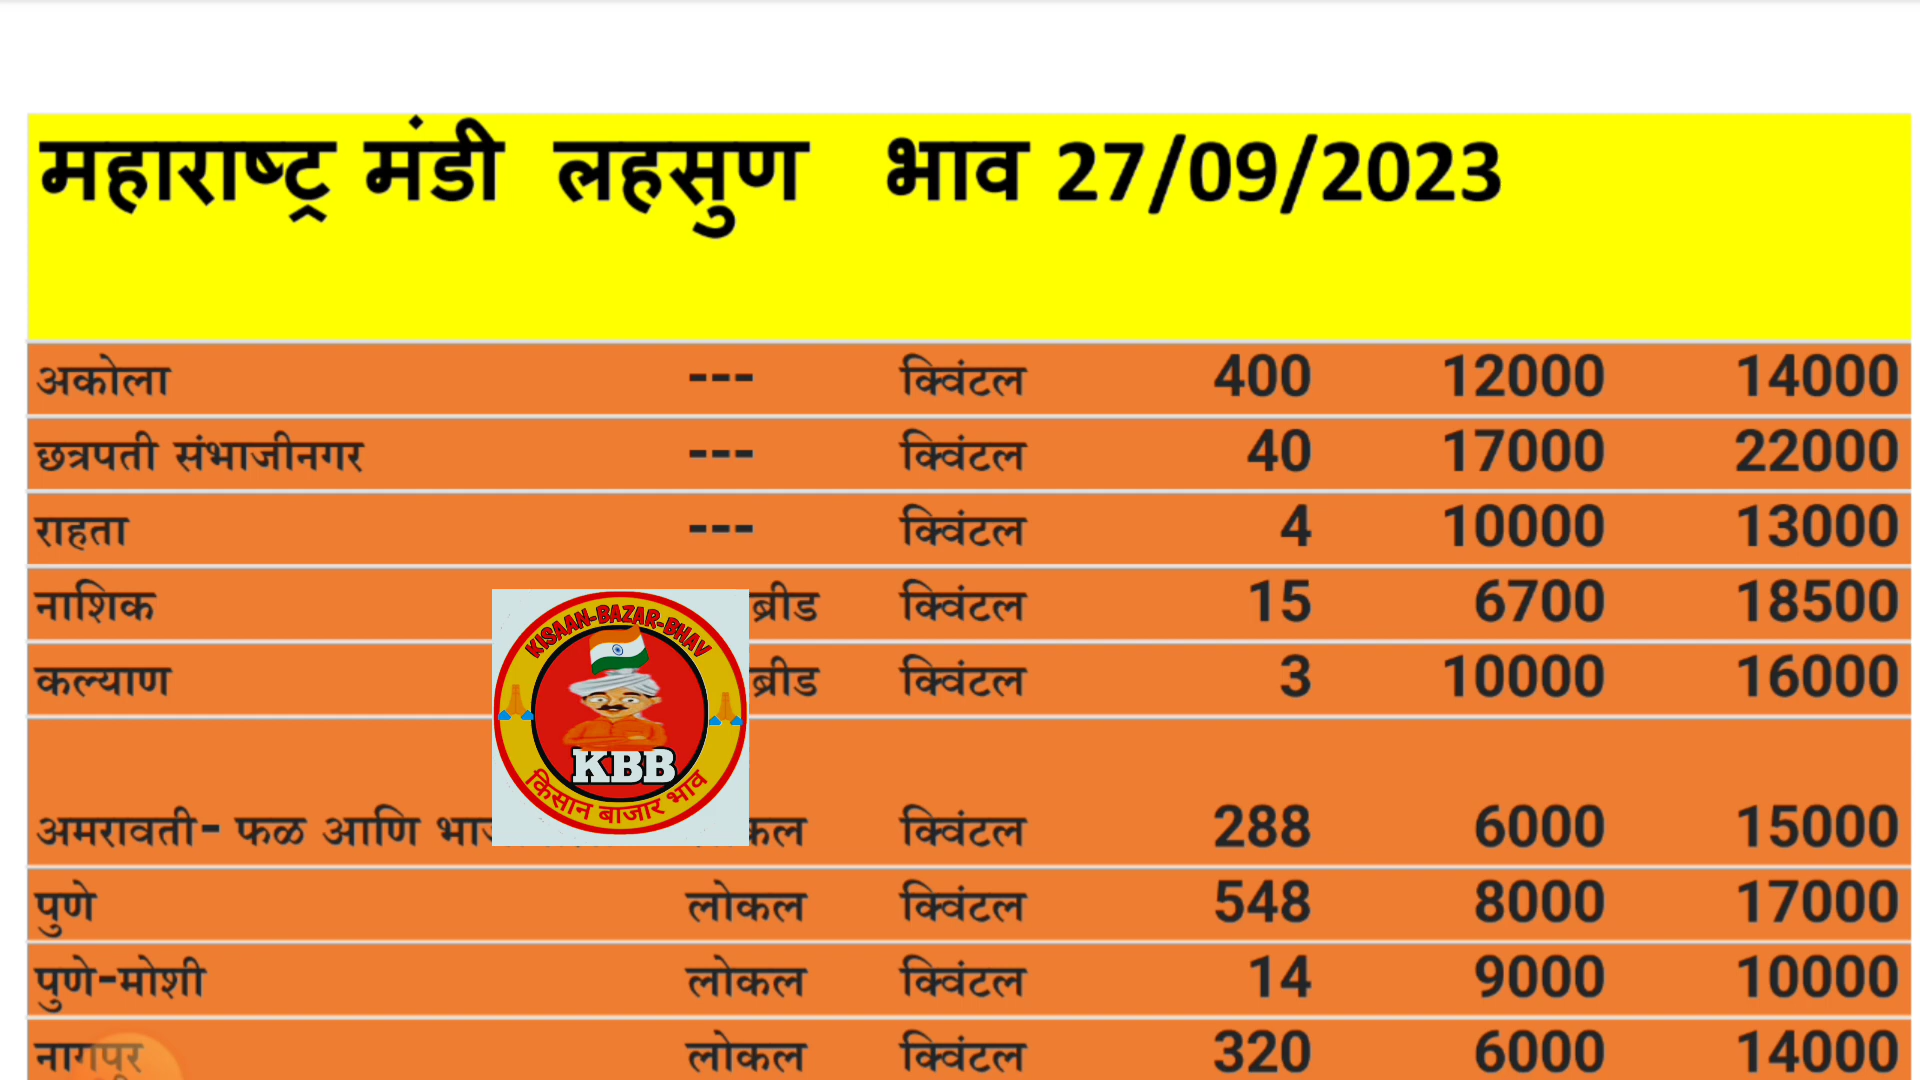 महाराष्ट्र मंडी लहसुण भाव 27/09/2023
अकोला --- क्विंटल 400 12000 14000
छत्रपती संभाजीनगर --- क्विंटल 40 17000 22000
राहता --- क्विंटल 4 10000 13000
नाशिक ब्रीड क्विंटल 15 6700 18500
कल्याण ब्रीड क्विंटल 3 10000 16000
KISAAN-BAZAR-BHAV
KBB
किसान बाजार भाव
अमरावती- फळ आणि क्विंटल 288 6000 15000
पुणे लोकल क्विंटल 548 8000 17000
पुणे-मोशी लोकल क्विंटल 14 9000 10000
नागपूर लोकल क्विंटल 320 6000 14000